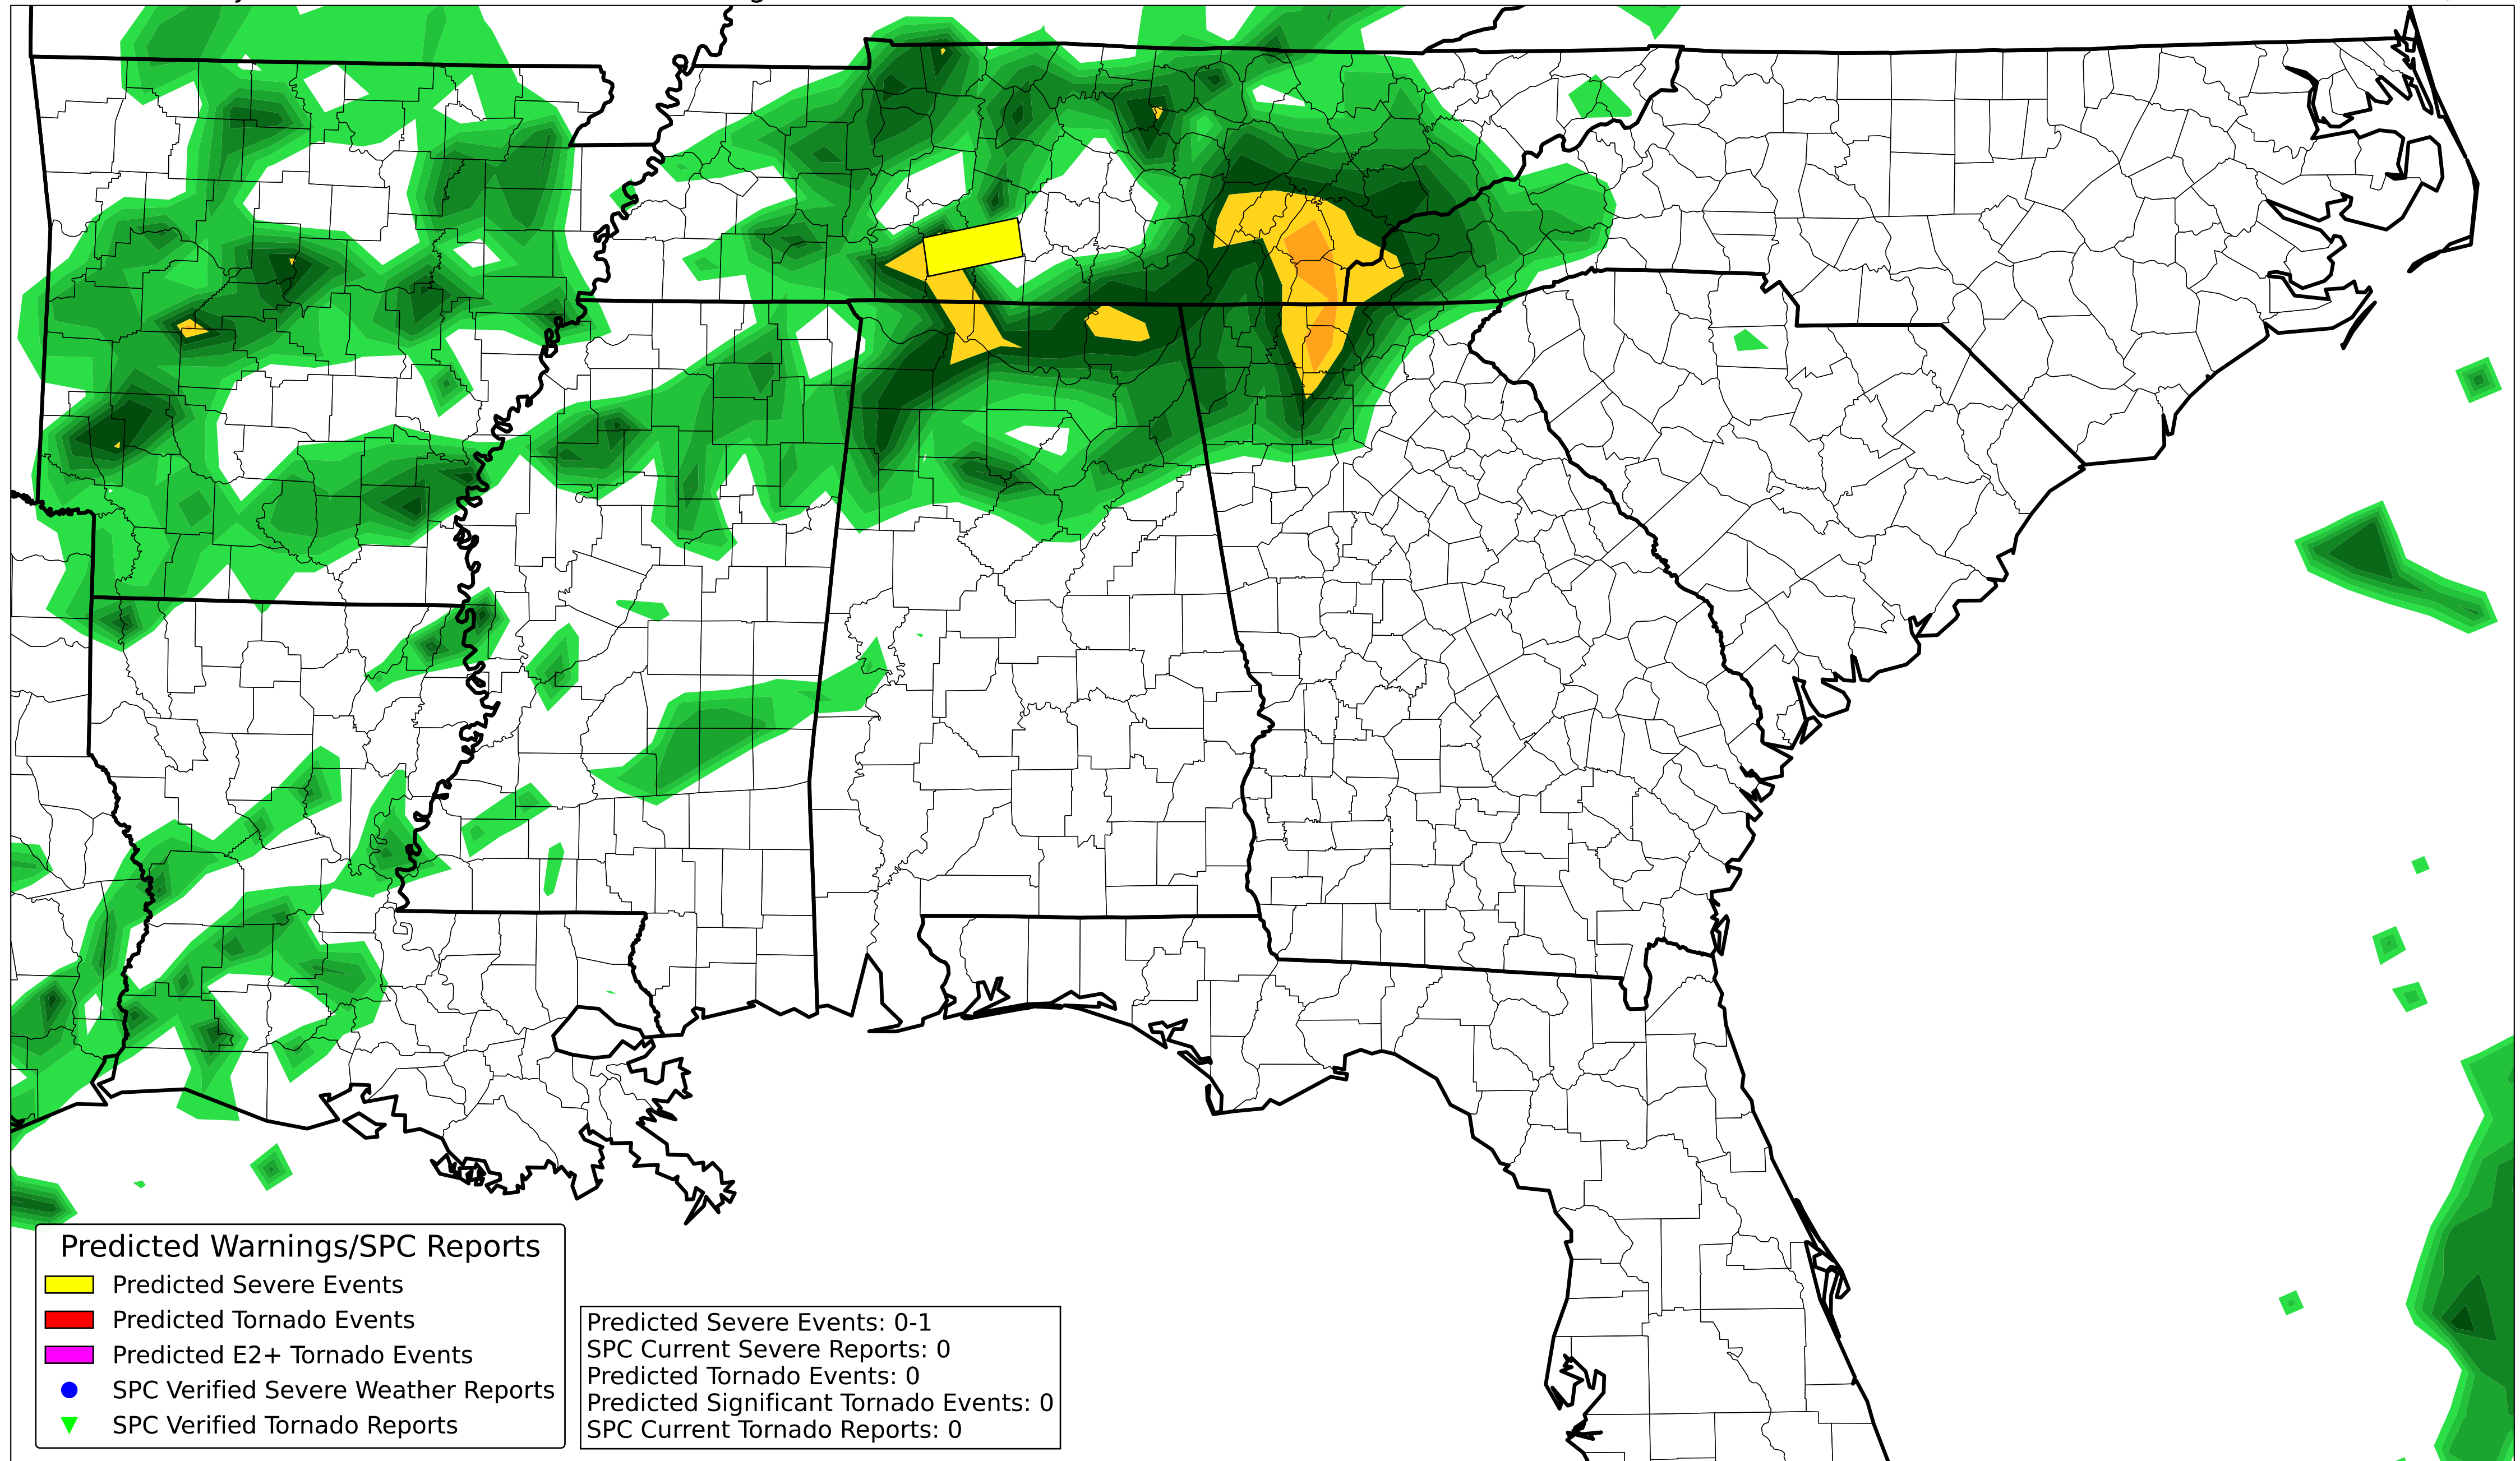 Predicted Warnings/SPC Reports
Predicted Severe Events
Predicted Tornado Events
Predicted E2+ Tornado Events
SPC Verified Severe Weather Reports
SPC Verified Tornado Reports
Predicted Severe Events: 0-1
SPC Current Severe Reports: 0
Predicted Tornado Events: 0
Predicted Significant Tornado Events: 0
SPC Current Tornado Reports: 0